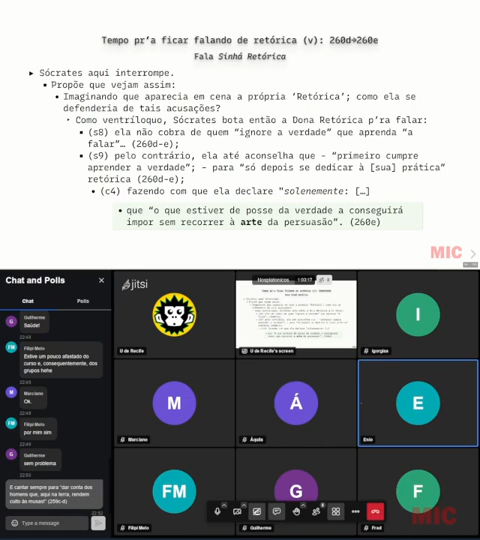 Tempo pr'a ficar falando de retórica (v): 260d→260e
Fala Sinhá Retórica
▸ Sócrates aqui interrompe.
▪ Propõe que vejam assim:
• Imaginando que aparecia em cena a própria ‘Retórica’; como ela se
defenderia de tais acusações?
· Como ventríloquo, Sócrates bota então a Dona Retórica p'ra falar:
▪ (s8) ela não cobra de quem “ignore a verdade” que aprenda “a
falar”… (260d-e);
▪ (s9) pelo contrário, ela até aconselha que - “primeiro cumpre
aprender a verdade”; - para “só depois se dedicar à [sua] prática”
retórica (260d-e);
• (c4) fazendo com que ela declare "solenemente: […]
• que “o que estiver de posse da verdade a conseguirá
impor sem recorrer à arte da persuasão”. (260e)
MIC
Chat and Polls
Chat
Polls
G
Guilherme
Saúde!
22:48
FM
Filipi Melo
Estive um pouco afastado do
curso e, consequentemente, dos
grupos hehe
22:48
M
Marciano
Ok.
22:49
FM
Filipi Melo
por mim sim
22:49
G
Guilherme
sem problema
22:50
E cantar sempre para "dar conta dos
homens que, aqui na terra, rendem
culto às musas" (259c-d)
22:52
Type a message
jitsi
U de Recife
U de Recife's screen
I
igorgian
M
Marciano
Á
Áquila
E
Enio
FM
Filipi Melo
G
Guilherme
F
Fred
MIC